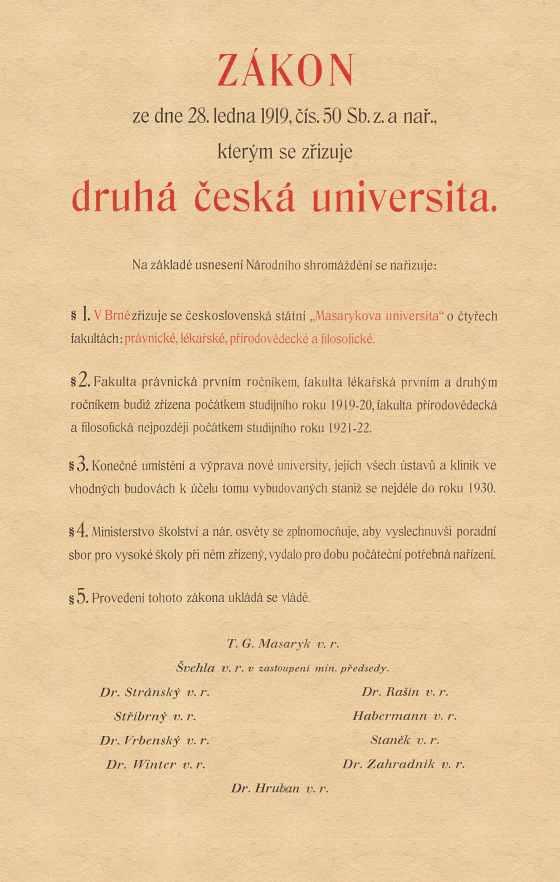 ZÁKON
ze dne 28. ledna 1919, čís. 50 Sb. z. a nař.,
kterým se zřizuje
druhá česká universita.
Na základě usnesení Národního shromáždění se nařizuje:
§ 1. V Brně zřizuje se československá státní „Masarykova universita“ o čtyřech
fakultách: právnické, lékařské, přírodovědecké a filosofické.
§ 2. Fakulta právnická prvním ročníkem, fakulta lékařská prvním a druhým
ročníkem budiž zřízena počátkem studijního roku 1919-20, fakulta přírodovědecká
a filosofická nejpozději počátkem studijního roku 1921-22.
§ 3. Konečné umístění a výprava nové university, jejích všech ústavů a klinik ve
vhodných budovách k účelu tomu vybudovaných staniž se nejdéle do roku 1930.
§ 4. Ministerstvo školství a nár. osvěty se zplnomocňuje, aby vyslechnuvši poradní
sbor pro vysoké školy při něm zřízený, vydalo pro dobu počáteční potřebná nařízení.
§ 5. Provedení tohoto zákona ukládá se vládě.
T. G. Masaryk v. r.
Švehla v. r. v zastoupení min. předsedy.
Dr. Stránský v. r. Dr. Rašín v. r.
Stříbrný v. r. Habermann v. r.
Dr. Vrbenský v. r. Staněk v. r.
Dr. Winter v. r. Dr. Zahradník v. r.
Dr. Hruban v. r.